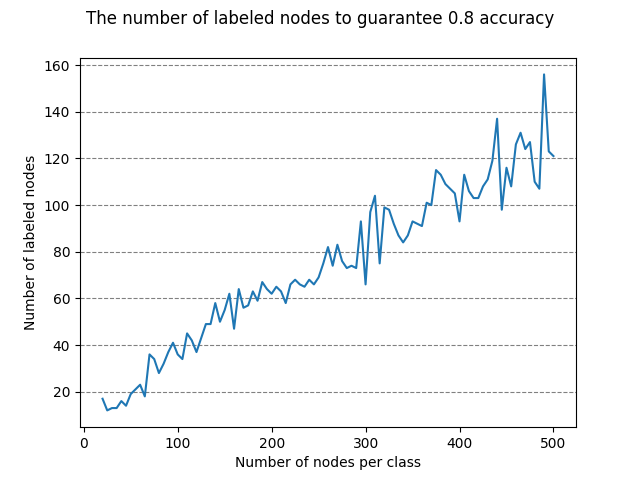 The number of labeled nodes to guarantee 0.8 accuracy
160
140
120
100
80
60
40
20
Number of labeled nodes
0 100 200 300 400 500
Number of nodes per class